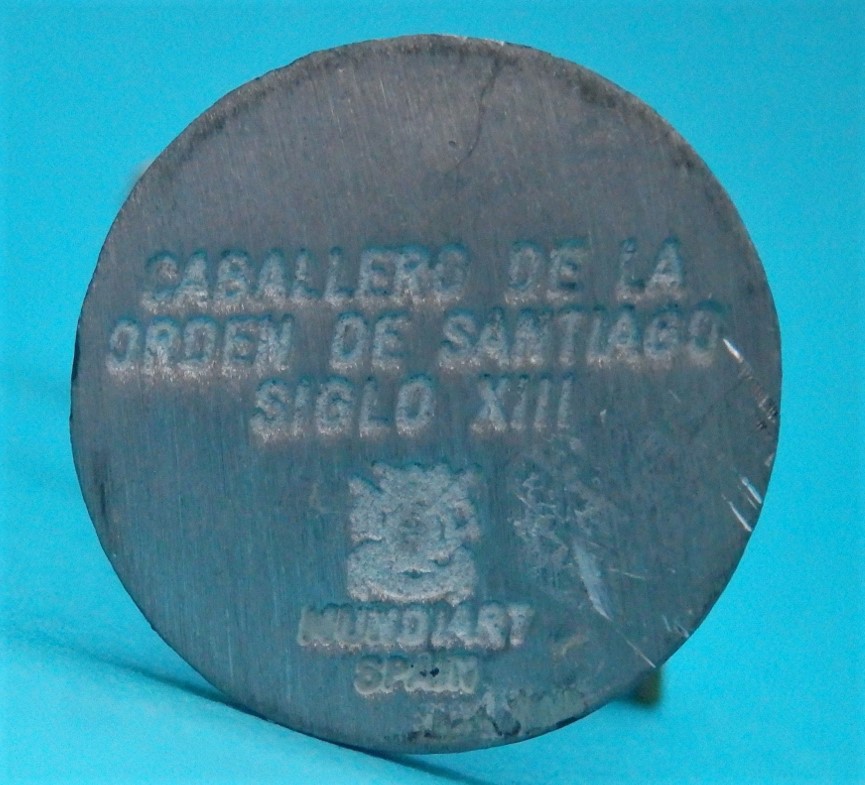 CABALLERO DE LA
ORDEN DE SANTIAGO
SIGLO XIII
MUNDIART
SPAIN